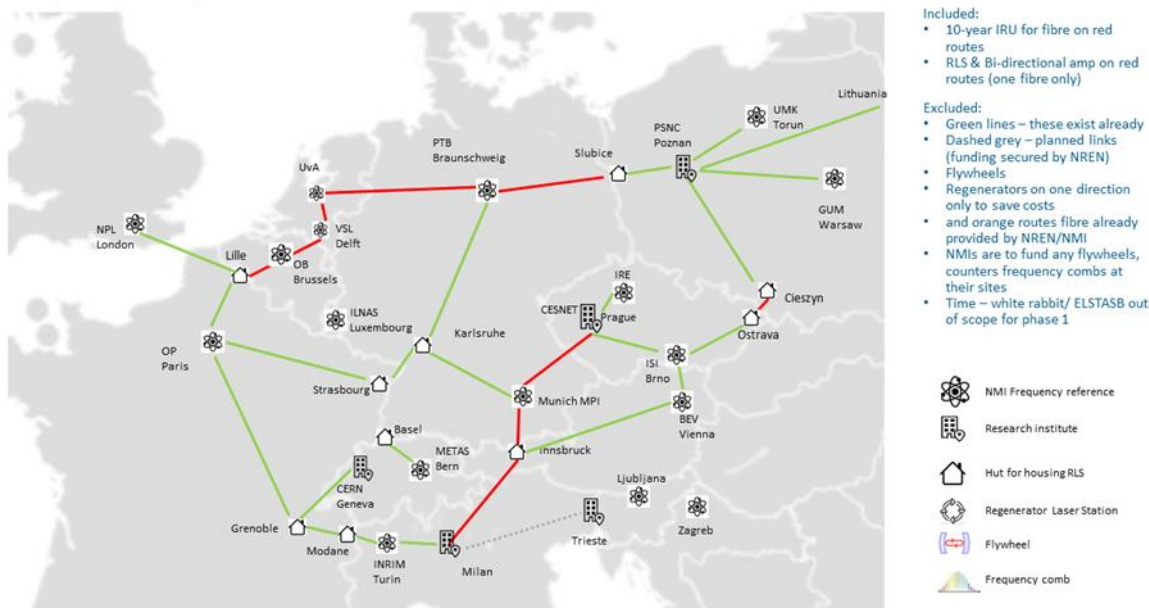 Lithuania
UMK
Torun
PSNC
Poznan
PTB
Braunschweig
Slubice
UvA
GUM
Warsaw
NPL
London
VSL
Delft
Lille
OB
Brussels
IRE
Cieszyn
CESNET
Prague
ILNAS
Luxembourg
Karlsruhe
Ostrava
OP
Paris
ISI
Brno
Strasbourg
Munich MPI
BEV
Vienna
Basel
Innsbruck
METAS
Bern
CERN
Geneva
Ljubljana
Grenoble
Zagreb
Modane
Trieste
INRIM
Turin
Milan
Included:
• 10-year IRU for fibre on red
routes
• RLS & Bi-directional amp on red
routes (one fibre only)
Excluded:
• Green lines – these exist already
• Dashed grey – planned links
(funding secured by NREN)
• Flywheels
• Regenerators on one direction
only to save costs
• and orange routes fibre already
provided by NREN/NMI
• NMIs are to fund any flywheels,
counters frequency combs at
their sites
• Time – white rabbit/ ELSTASB out
of scope for phase 1
NMI Frequency reference
Research institute
Hut for housing RLS
Regenerator Laser Station
Flywheel
Frequency comb